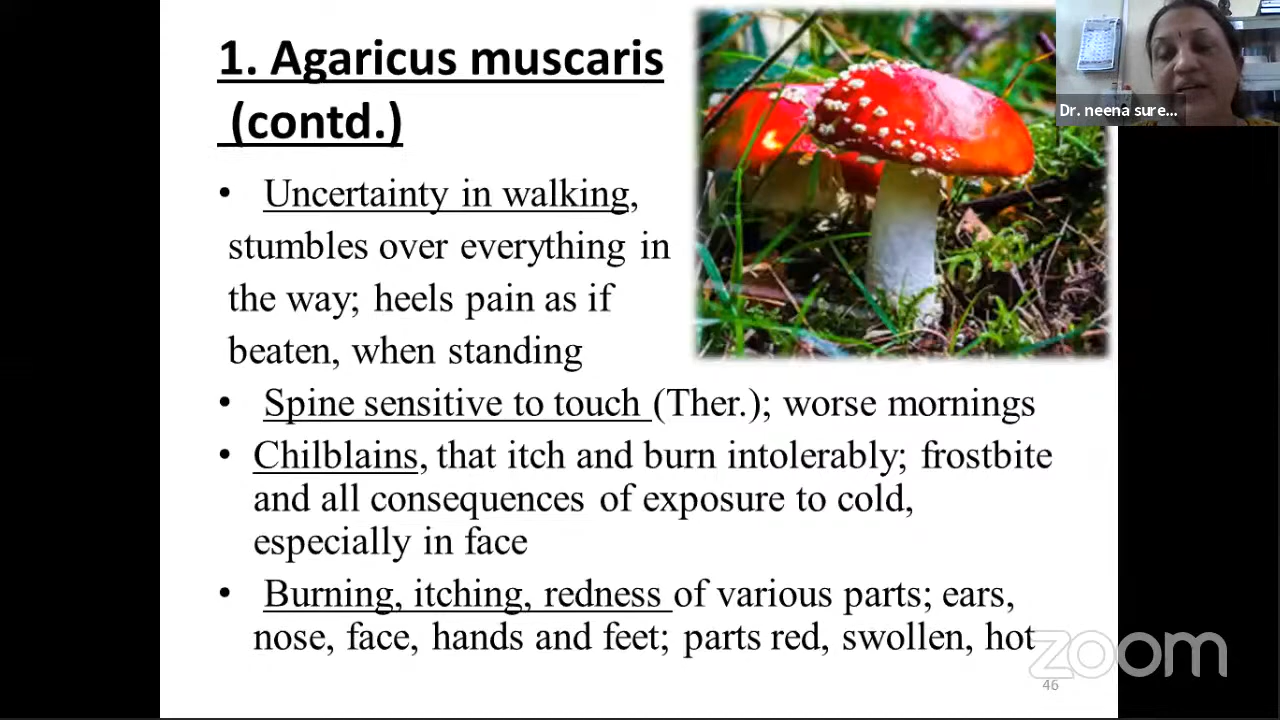 1. Agaricus muscaris
(contd.)
• Uncertainty in walking,
stumbles over everything in
the way; heels pain as if
beaten, when standing
• Spine sensitive to touch (Ther.); worse mornings
• Chilblains, that itch and burn intolerably; frostbite
and all consequences of exposure to cold,
especially in face
• Burning, itching, redness of various parts; ears,
nose, face, hands and feet; parts red, swollen, hot
46
Dr. neena sure...
zoom